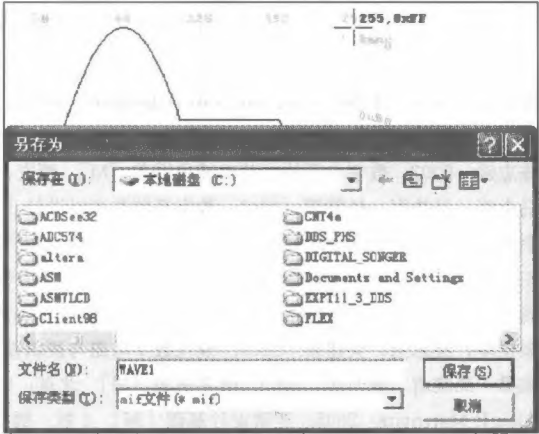 255, 0xFF
另存为
保存在(I): 本地磁盘 (C:)
ACDSee32
ADC574
altera
ASM
ASM7LCD
Client98
CNT4a
DDS_PHS
DIGITAL_SONGER
Documents and Settings
EXPT11_3_DDS
FLEX
文件名(N): WAVE1
保存(S)
保存类型(T): mif文件(*.mif)
取消